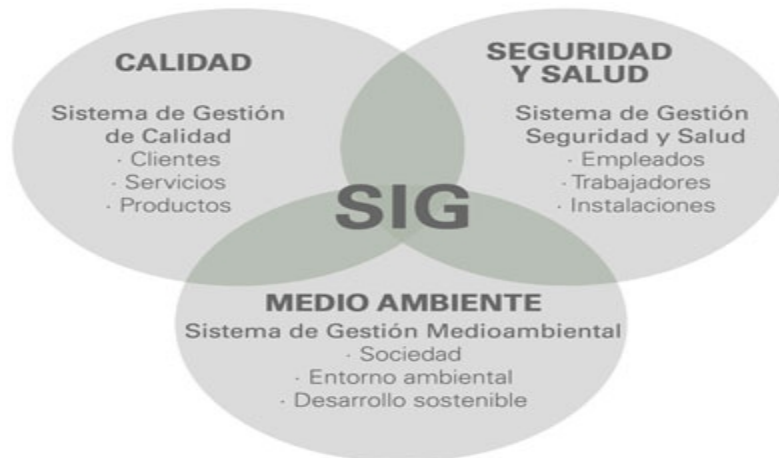 CALIDAD
Sistema de Gestión
de Calidad
· Clientes
· Servicios
· Productos
SEGURIDAD
Y SALUD
Sistema de Gestión
Seguridad y Salud
· Empleados
· Trabajadores
· Instalaciones
SIG
MEDIO AMBIENTE
Sistema de Gestión Medioambiental
· Sociedad
· Entorno ambiental
· Desarrollo sostenible